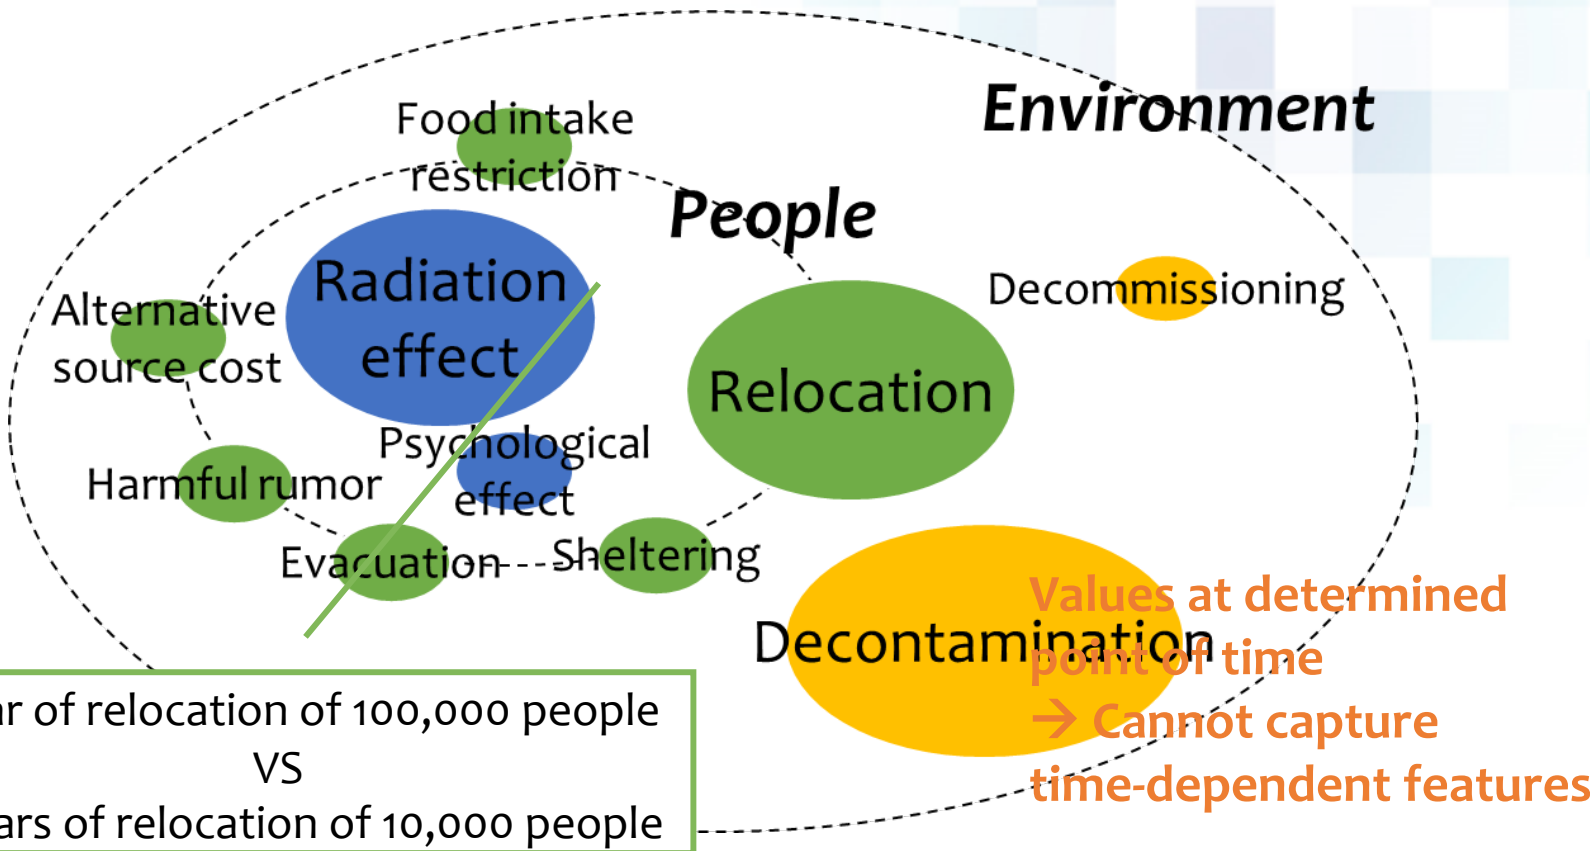 Environment
Food intake
restriction
People
Radiation
effect
Decommissioning
Alternative
source cost
Relocation
Psychological
effect
Harmful rumor
Evacuation
Sheltering
Decontamination
Values at determined
point of time
→ Cannot capture
time-dependent features
of relocation of 100,000 people
VS
of relocation of 10,000 people